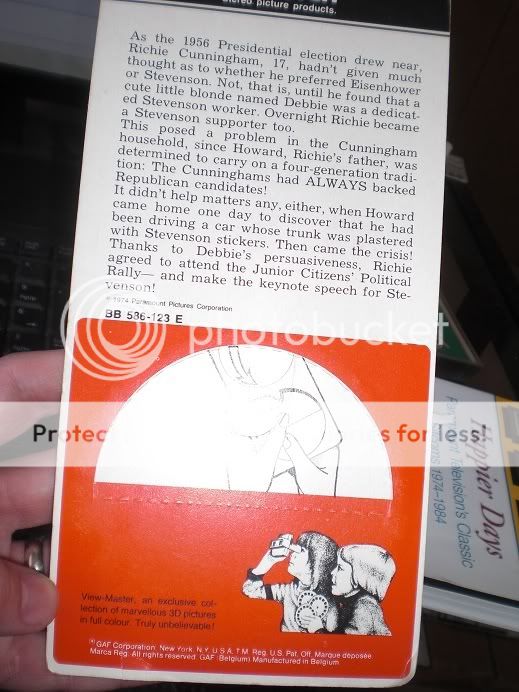 Stereo picture products.
As the 1956 Presidential election drew near,
Richie Cunningham, 17, hadn't given much
thought as to whether he preferred Eisenhower
or Stevenson. Not, that is, until he found that a
cute little blonde named Debbie was a dedicat-
ed Stevenson worker. Overnight Richie became
a Stevenson supporter too.
This posed a problem in the Cunningham
household, since Howard, Richie's father, was
determined to carry on a four-generation tradi-
tion: The Cunninghams had ALWAYS backed
Republican candidates!
It didn't help matters any, either, when Howard
came home one day to discover that he had
been driving a car whose trunk was plastered
with Stevenson stickers. Then came the crisis!
Thanks to Debbie's persuasiveness, Richie
agreed to attend the Junior Citizens' Political
Rally— and make the keynote speech for Ste-
venson!
© 1974 Paramount Pictures Corporation
BB 586-123 E
photobucket
Protect more of your memories for less!
View-Master, an exclusive col-
lection of marvellous 3D pictures
in full colour. Truly unbelievable!
® GAF Corporation, New York, N.Y. U.S.A. T.M. Reg. U.S. Pat. Off. Marque déposée.
Marca Reg. All rights reserved. GAF (Belgium) Manufactured in Belgium
Happier Days
Paramount Television's Classic
1974-1984